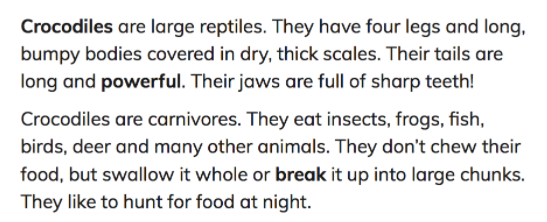 Crocodiles are large reptiles. They have four legs and long,
bumpy bodies covered in dry, thick scales. Their tails are
long and powerful. Their jaws are full of sharp teeth!
Crocodiles are carnivores. They eat insects, frogs, fish,
birds, deer and many other animals. They don't chew their
food, but swallow it whole or break it up into large chunks.
They like to hunt for food at night.